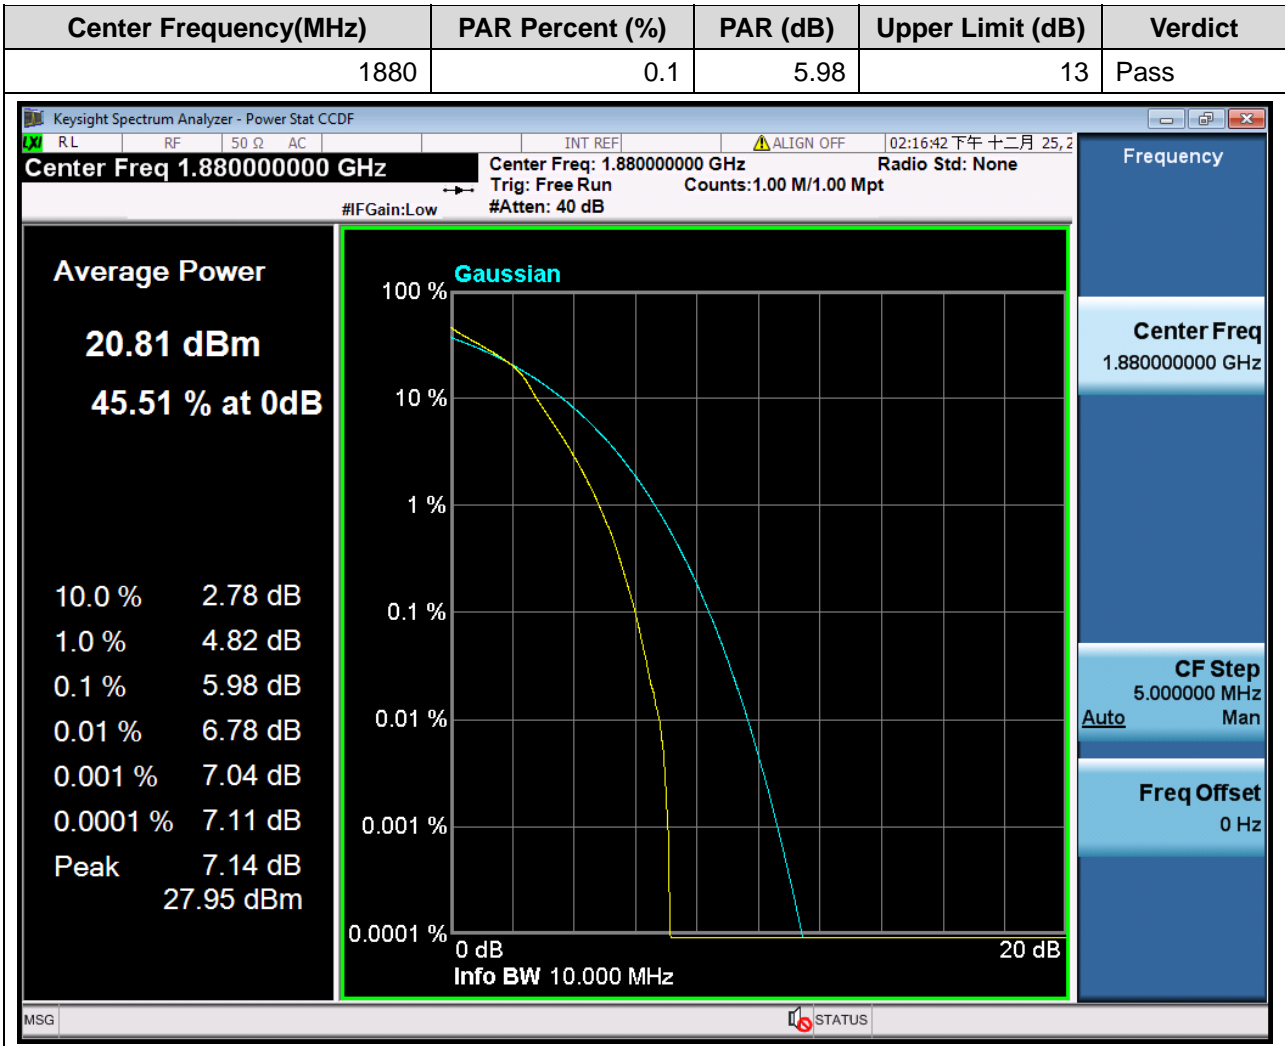 Center Frequency(MHz) PAR Percent (%) PAR (dB) Upper Limit (dB) Verdict
1880 0.1 5.98 13 Pass
Keysight Spectrum Analyzer - Power Stat CCDF
LXI RL RF 50 Ω AC INT REF ALIGN OFF 02:16:42 下午 十二月 25, 2
Center Freq 1.880000000 GHz
Center Freq: 1.880000000 GHz Radio Std: None
Trig: Free Run Counts:1.00 M/1.00 Mpt
#IFGain:Low #Atten: 40 dB
Average Power
20.81 dBm
45.51 % at 0dB
10.0 % 2.78 dB
1.0 % 4.82 dB
0.1 % 5.98 dB
0.01 % 6.78 dB
0.001 % 7.04 dB
0.0001 % 7.11 dB
Peak 7.14 dB
27.95 dBm
Gaussian
100 %
10 %
1 %
0.1 %
0.01 %
0.001 %
0.0001 %
0 dB 20 dB
Info BW 10.000 MHz
Frequency
Center Freq
1.880000000 GHz
CF Step
5.000000 MHz
Auto Man
Freq Offset
0 Hz
MSG STATUS